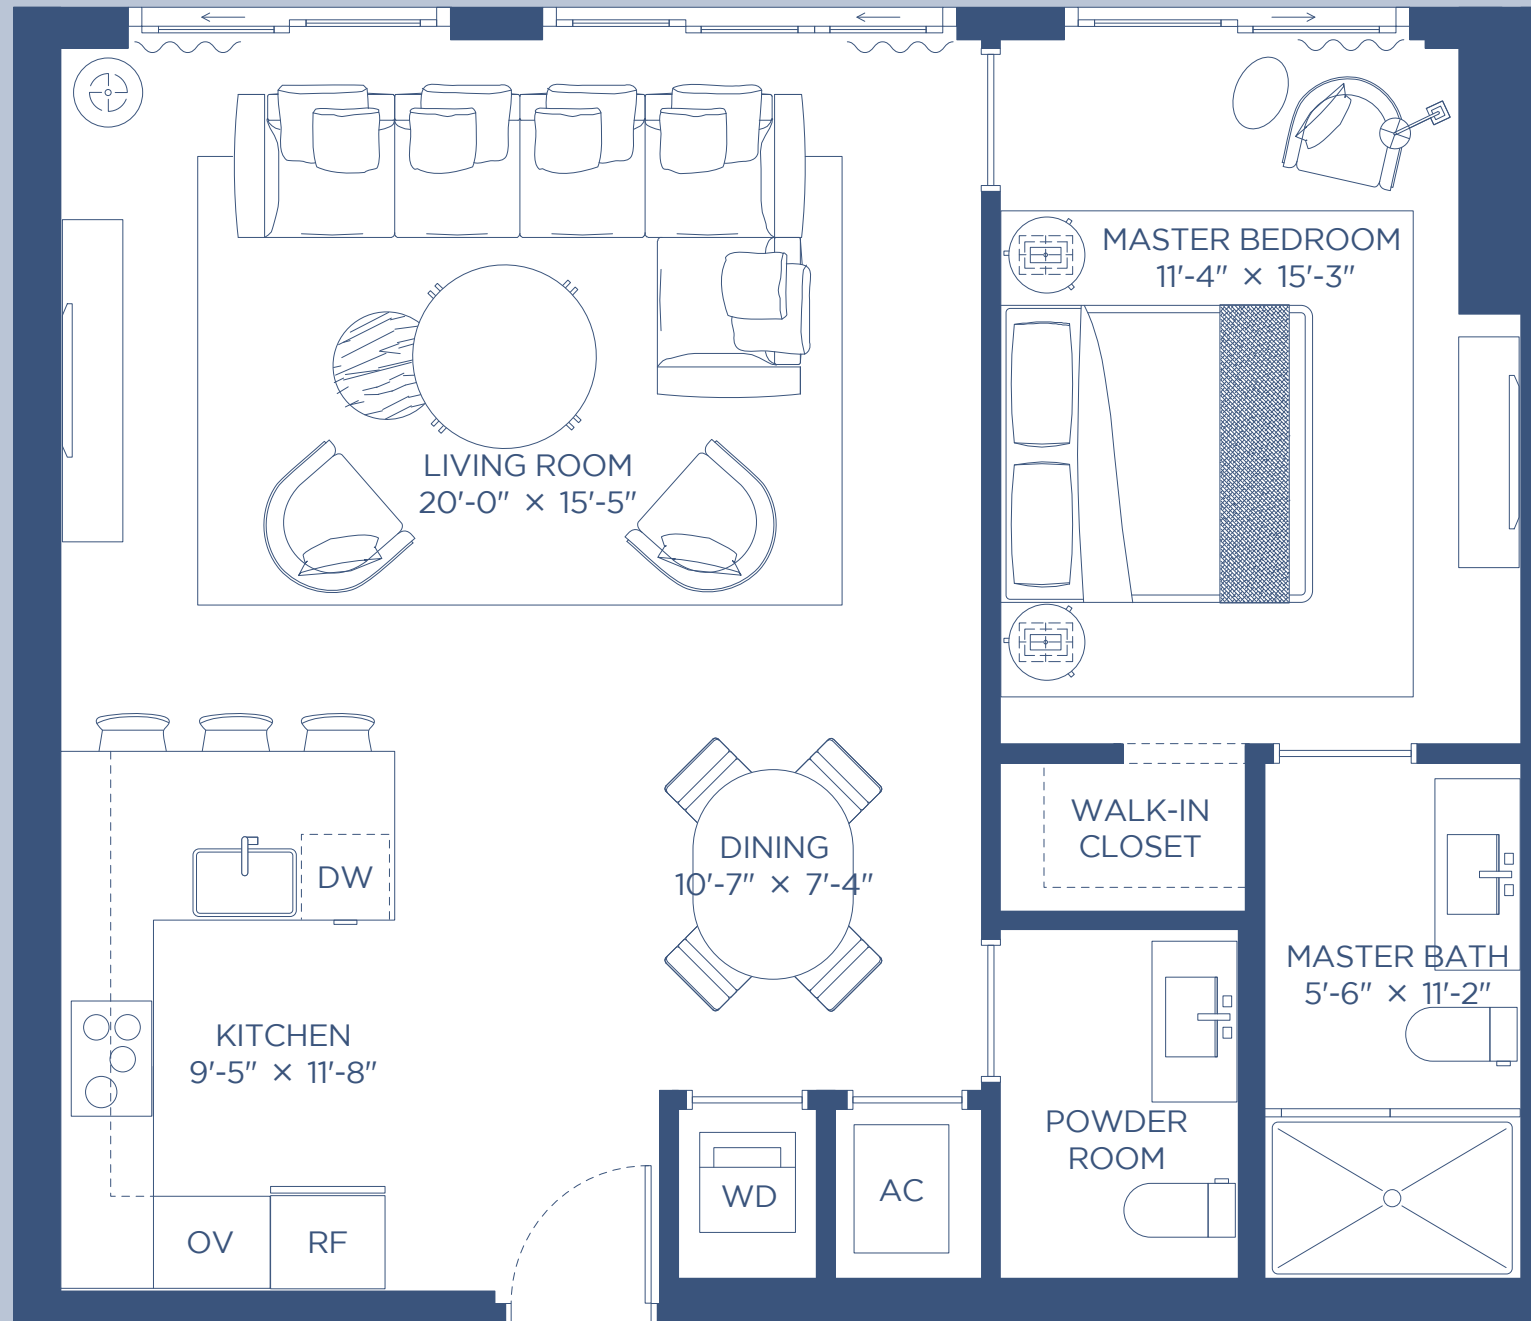 MASTER BEDROOM
11'-4" × 15'-3"
LIVING ROOM
20'-0" × 15'-5"
WALK-IN
CLOSET
DINING
10'-7" × 7'-4"
DW
MASTER BATH
5'-6" × 11'-2"
KITCHEN
9'-5" × 11'-8"
POWDER
ROOM
WD
AC
OV
RF